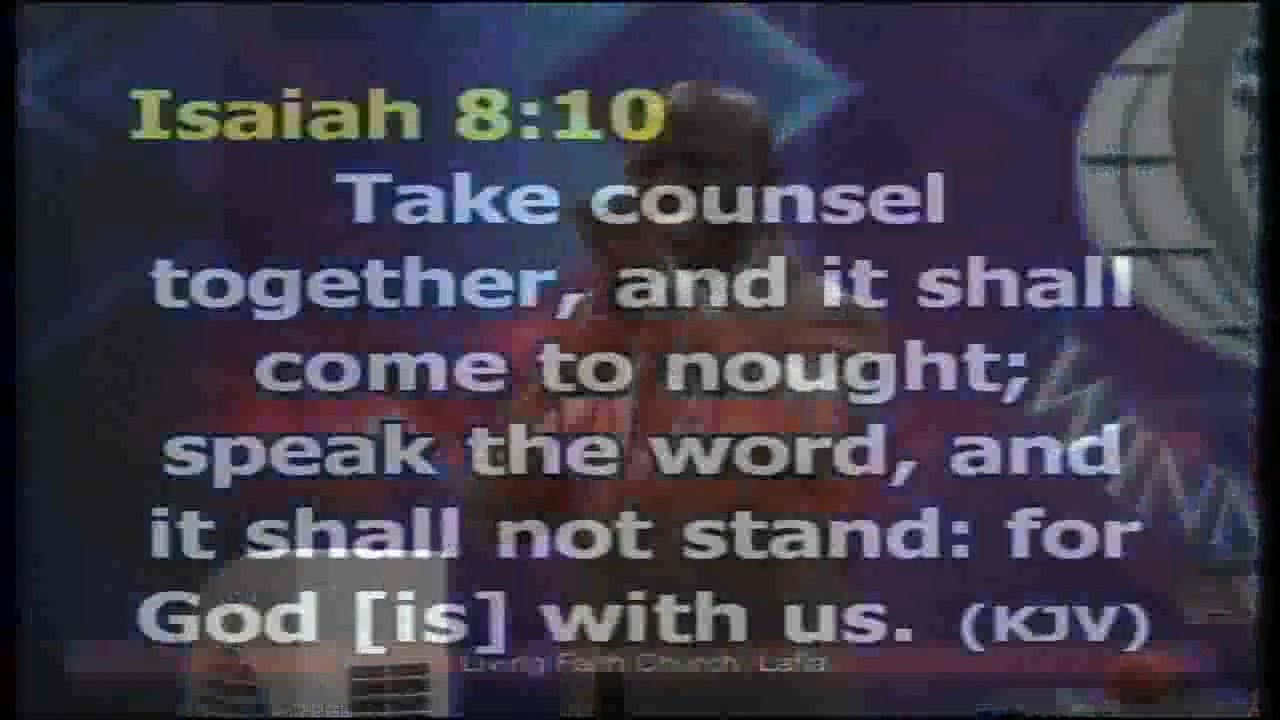 Isaiah 8:10
Take counsel
together, and it shall
come to nought;
speak the word, and
it shall not stand: for
God [is] with us. (KJV)
Living Faith Church Lafia